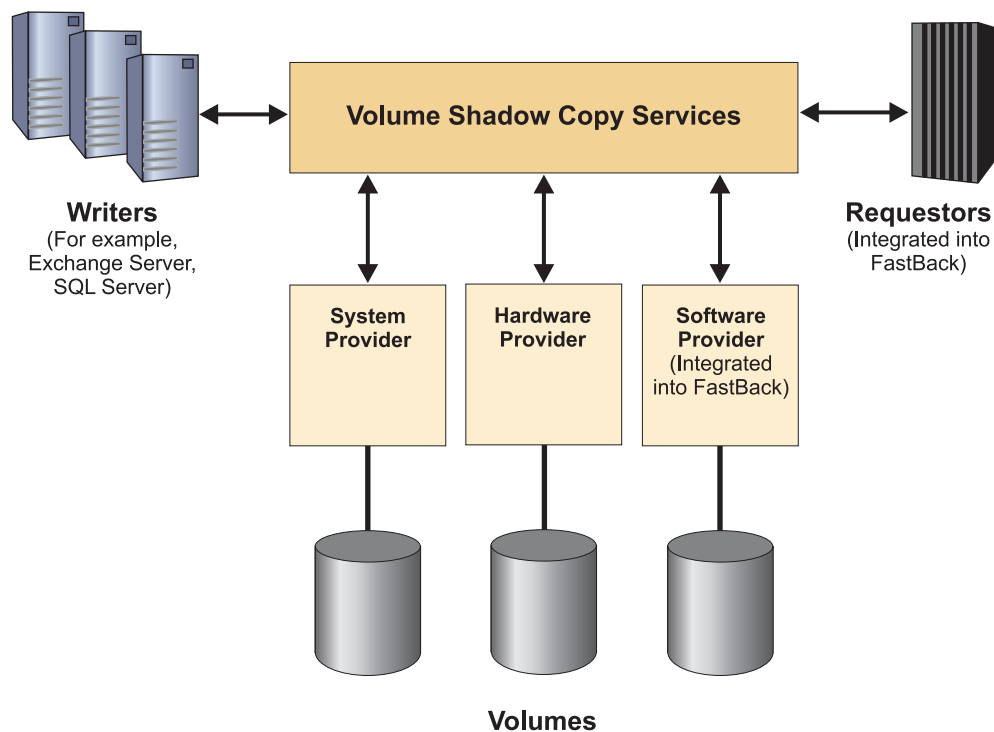 Volume Shadow Copy Services
Writers
(For example,
Exchange Server,
SQL Server)
Requestors
(Integrated into
FastBack)
System
Provider
Hardware
Provider
Software
Provider
(Integrated
into FastBack)
Volumes